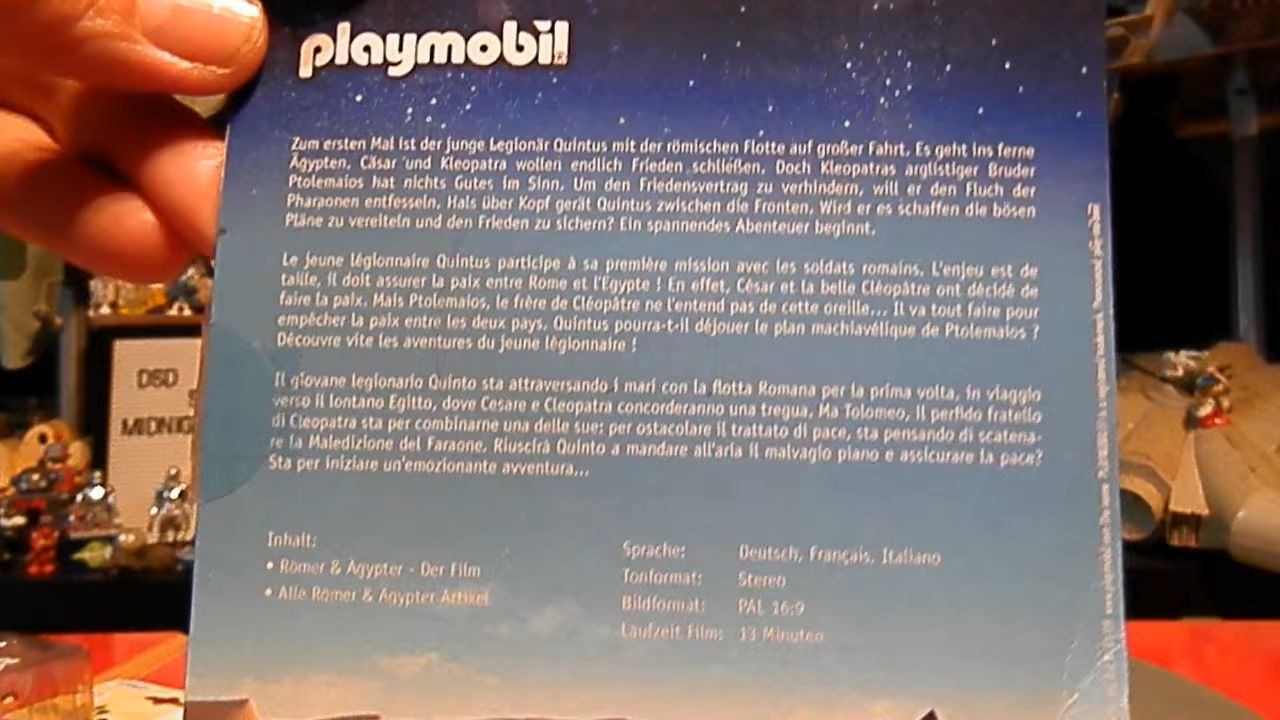 playmobil
Zum ersten Mal ist der junge Legionär Quintus mit der römischen Flotte auf großer Fahrt. Es geht ins ferne
Ägypten. Cäsar und Kleopatra wollen endlich Frieden schließen. Doch Kleopatras arglistiger Bruder
Ptolemaios hat nichts Gutes im Sinn. Um den Friedensvertrag zu verhindern, will er den Fluch der
Pharaonen entfesseln. Hals über Kopf gerät Quintus zwischen die Fronten. Wird er es schaffen die bösen
Pläne zu vereiteln und den Frieden zu sichern? Ein spannendes Abenteuer beginnt.
Le jeune légionnaire Quintus participe à sa première mission avec les soldats romains. L'enjeu est de
taille, il doit assurer la paix entre Rome et l'Egypte ! En effet, César et la belle Cléopâtre ont décidé de
faire la paix. Mais Ptolemaios, le frère de Cléopâtre ne l'entend pas de cette oreille... Il va tout faire pour
empêcher la paix entre les deux pays. Quintus pourra-t-il déjouer le plan machiavélique de Ptolemaios ?
Découvre vite les aventures du jeune légionnaire !
Il giovane legionario Quinto sta attraversando i mari con la flotta Romana per la prima volta, in viaggio
verso il lontano Egitto, dove Cesare e Cleopatra concorderanno una tregua. Ma Tolomeo, il perfido fratello
di Cleopatra sta per combinarne una delle sue: per ostacolare il trattato di pace, sta pensando di scatena-
re la Maledizione del Faraone. Riuscirà Quinto a mandare all'aria il malvagio piano e assicurare la pace?
Sta per iniziare un'emozionante avventura...
DSD
MIDNIG
Inhalt:
• Römer & Ägypter - Der Film
• Alle Römer & Ägypter Artikel
Sprache: Deutsch, Français, Italiano
Tonformat: Stereo
Bildformat: PAL 16:9
Laufzeit Film: 13 Minuten